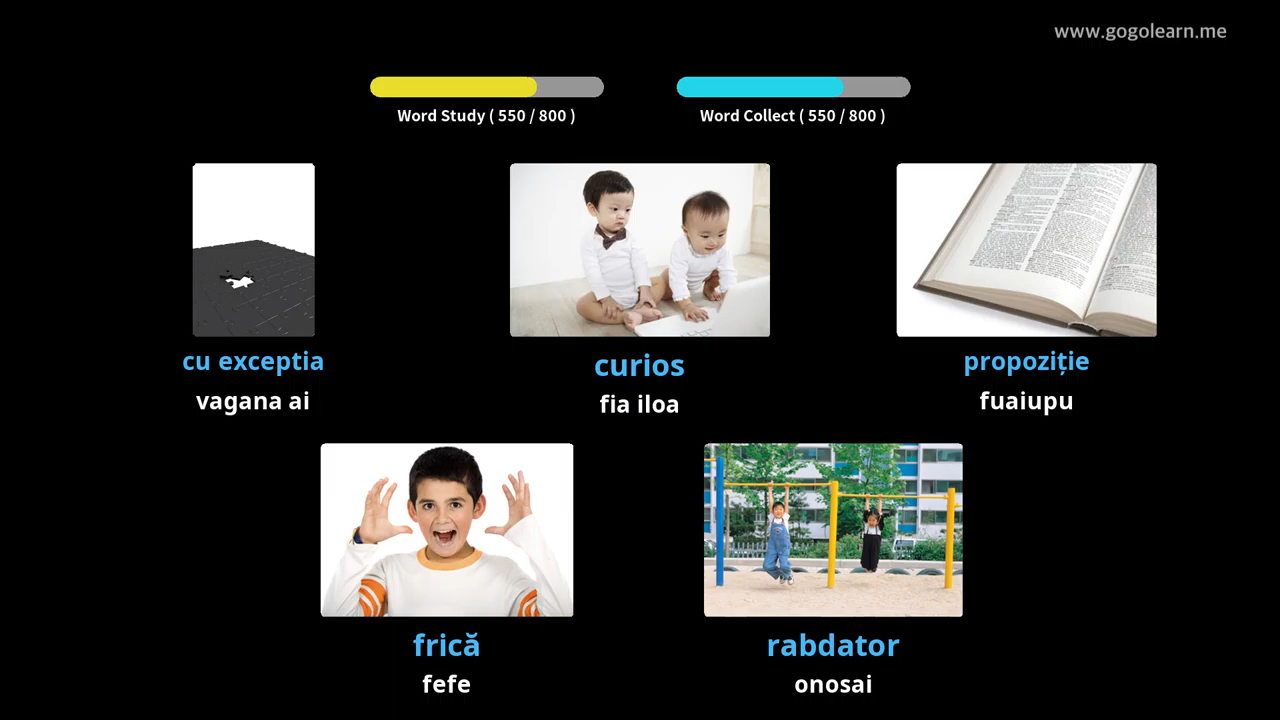 www.gogolearn.me
Word Study ( 550 / 800 )
Word Collect ( 550 / 800 )
cu exceptia
vagana ai
curios
fia iloa
propoziție
fuaiupu
frică
fefe
rabdator
onosai